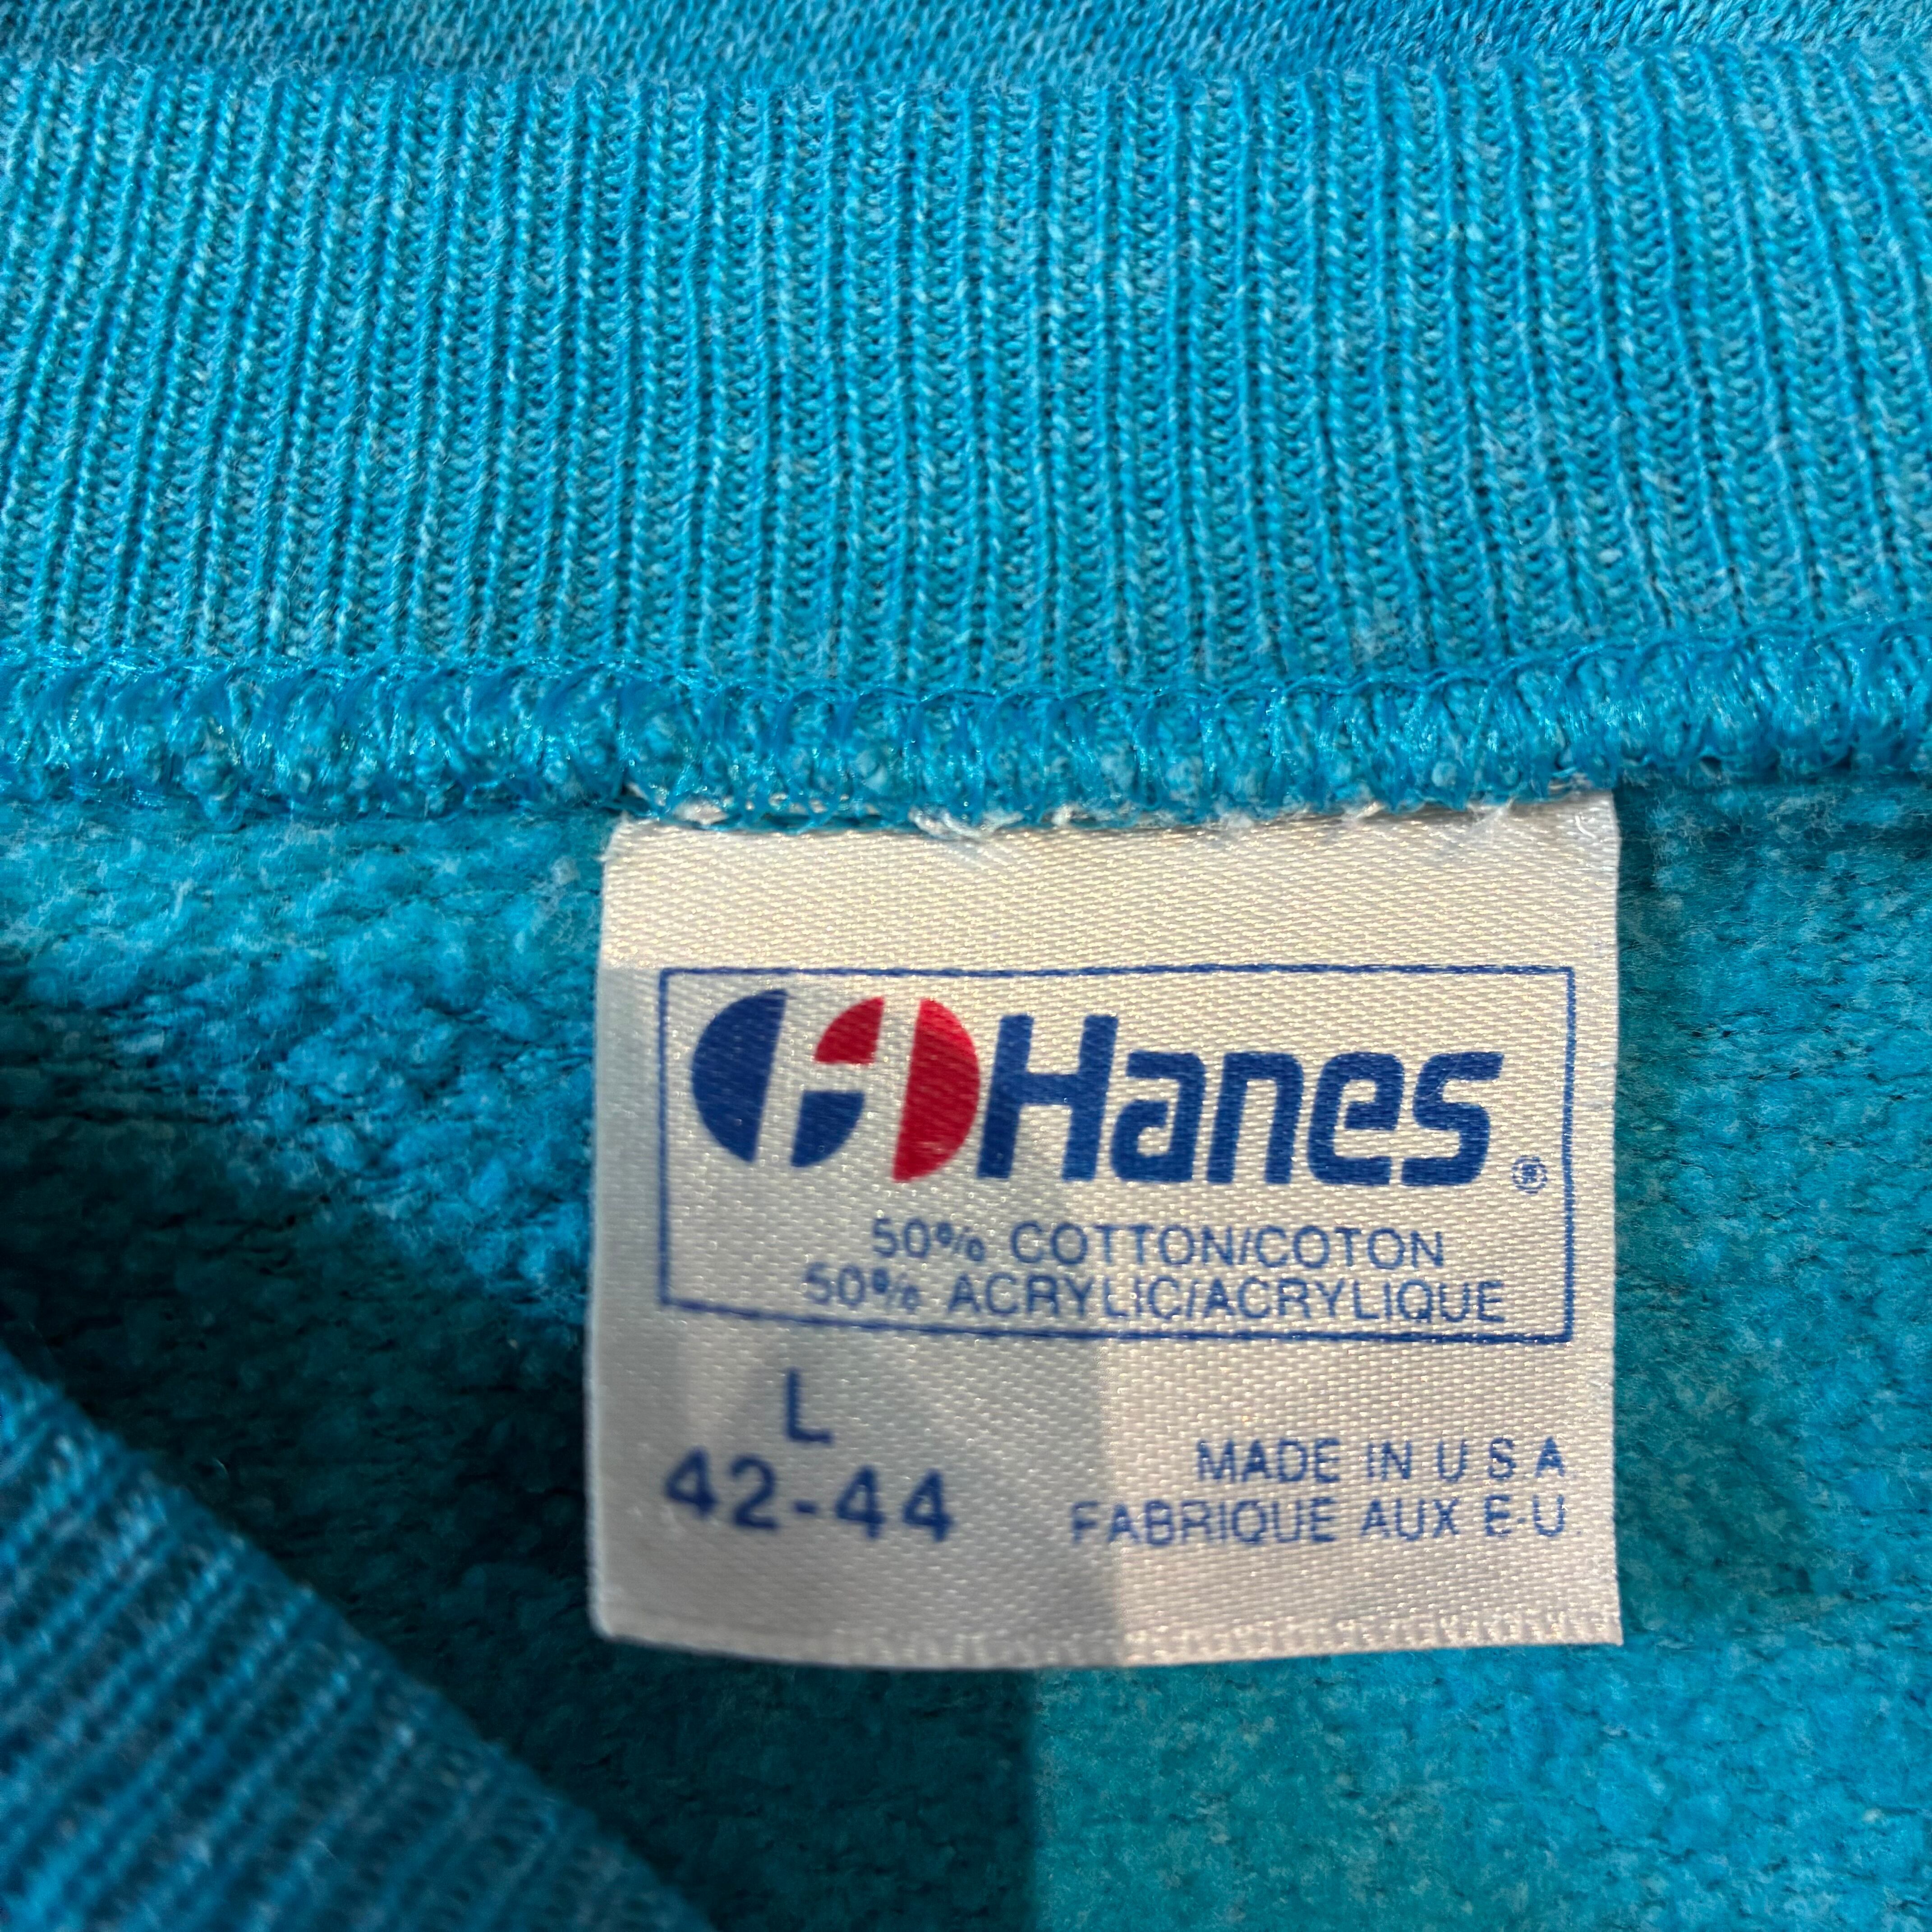 Hanes®
50% COTTON/COTON
50% ACRYLIC/ACRYLIQUE
L
42-44
MADE IN U S A
FABRIQUE AUX E-U.